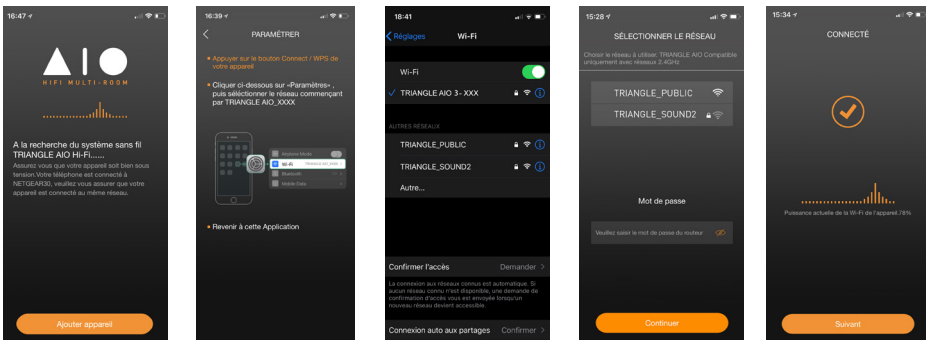 16:47
AIO
HIFI MULTI-ROOM
A la recherche du système sans fil
TRIANGLE AIO Hi-Fi......
Assurez vous que votre appareil soit bien sous
tension.Votre téléphone est connecté à
NETGEAR30, veuillez vous assurer que votre
appareil est connecté au même réseau.
Ajouter appareil
16:39
PARAMÉTRER
Appuyer sur le bouton Connect / WPS de
votre appareil
Cliquer ci-dessous sur «Paramètres» ,
puis séléctionner le réseau commençant
par TRIANGLE AIO_XXXX
Airplane Mode
Wi-Fi
Bluetooth
Mobile Data
Revenir à cette Application
18:41
Réglages
Wi-Fi
Wi-Fi
TRIANGLE AIO 3- XXX
AUTRES RÉSEAUX
TRIANGLE_PUBLIC
TRIANGLE_SOUND2
Autre...
Confirmer l'accès Demander
La connexion aux réseaux connus est automatique. Si
aucun réseau connu n'est disponible, une demande de
confirmation d'accès vous est envoyée lorsqu'un
nouveau réseau devient accessible.
Connexion auto aux partages Confirmer
15:28
SÉLECTIONNER LE RÉSEAU
Choisir le réseau à utiliser. TRIANGLE AIO Compatible
uniquement avec réseaux 2.4GHz
TRIANGLE_PUBLIC
TRIANGLE_SOUND2
Mot de passe
Veuillez saisir le mot de passe du routeur
Continuer
15:34
CONNECTÉ
Puissance actuelle de la Wi-Fi de l'appareil.78%
Suivant